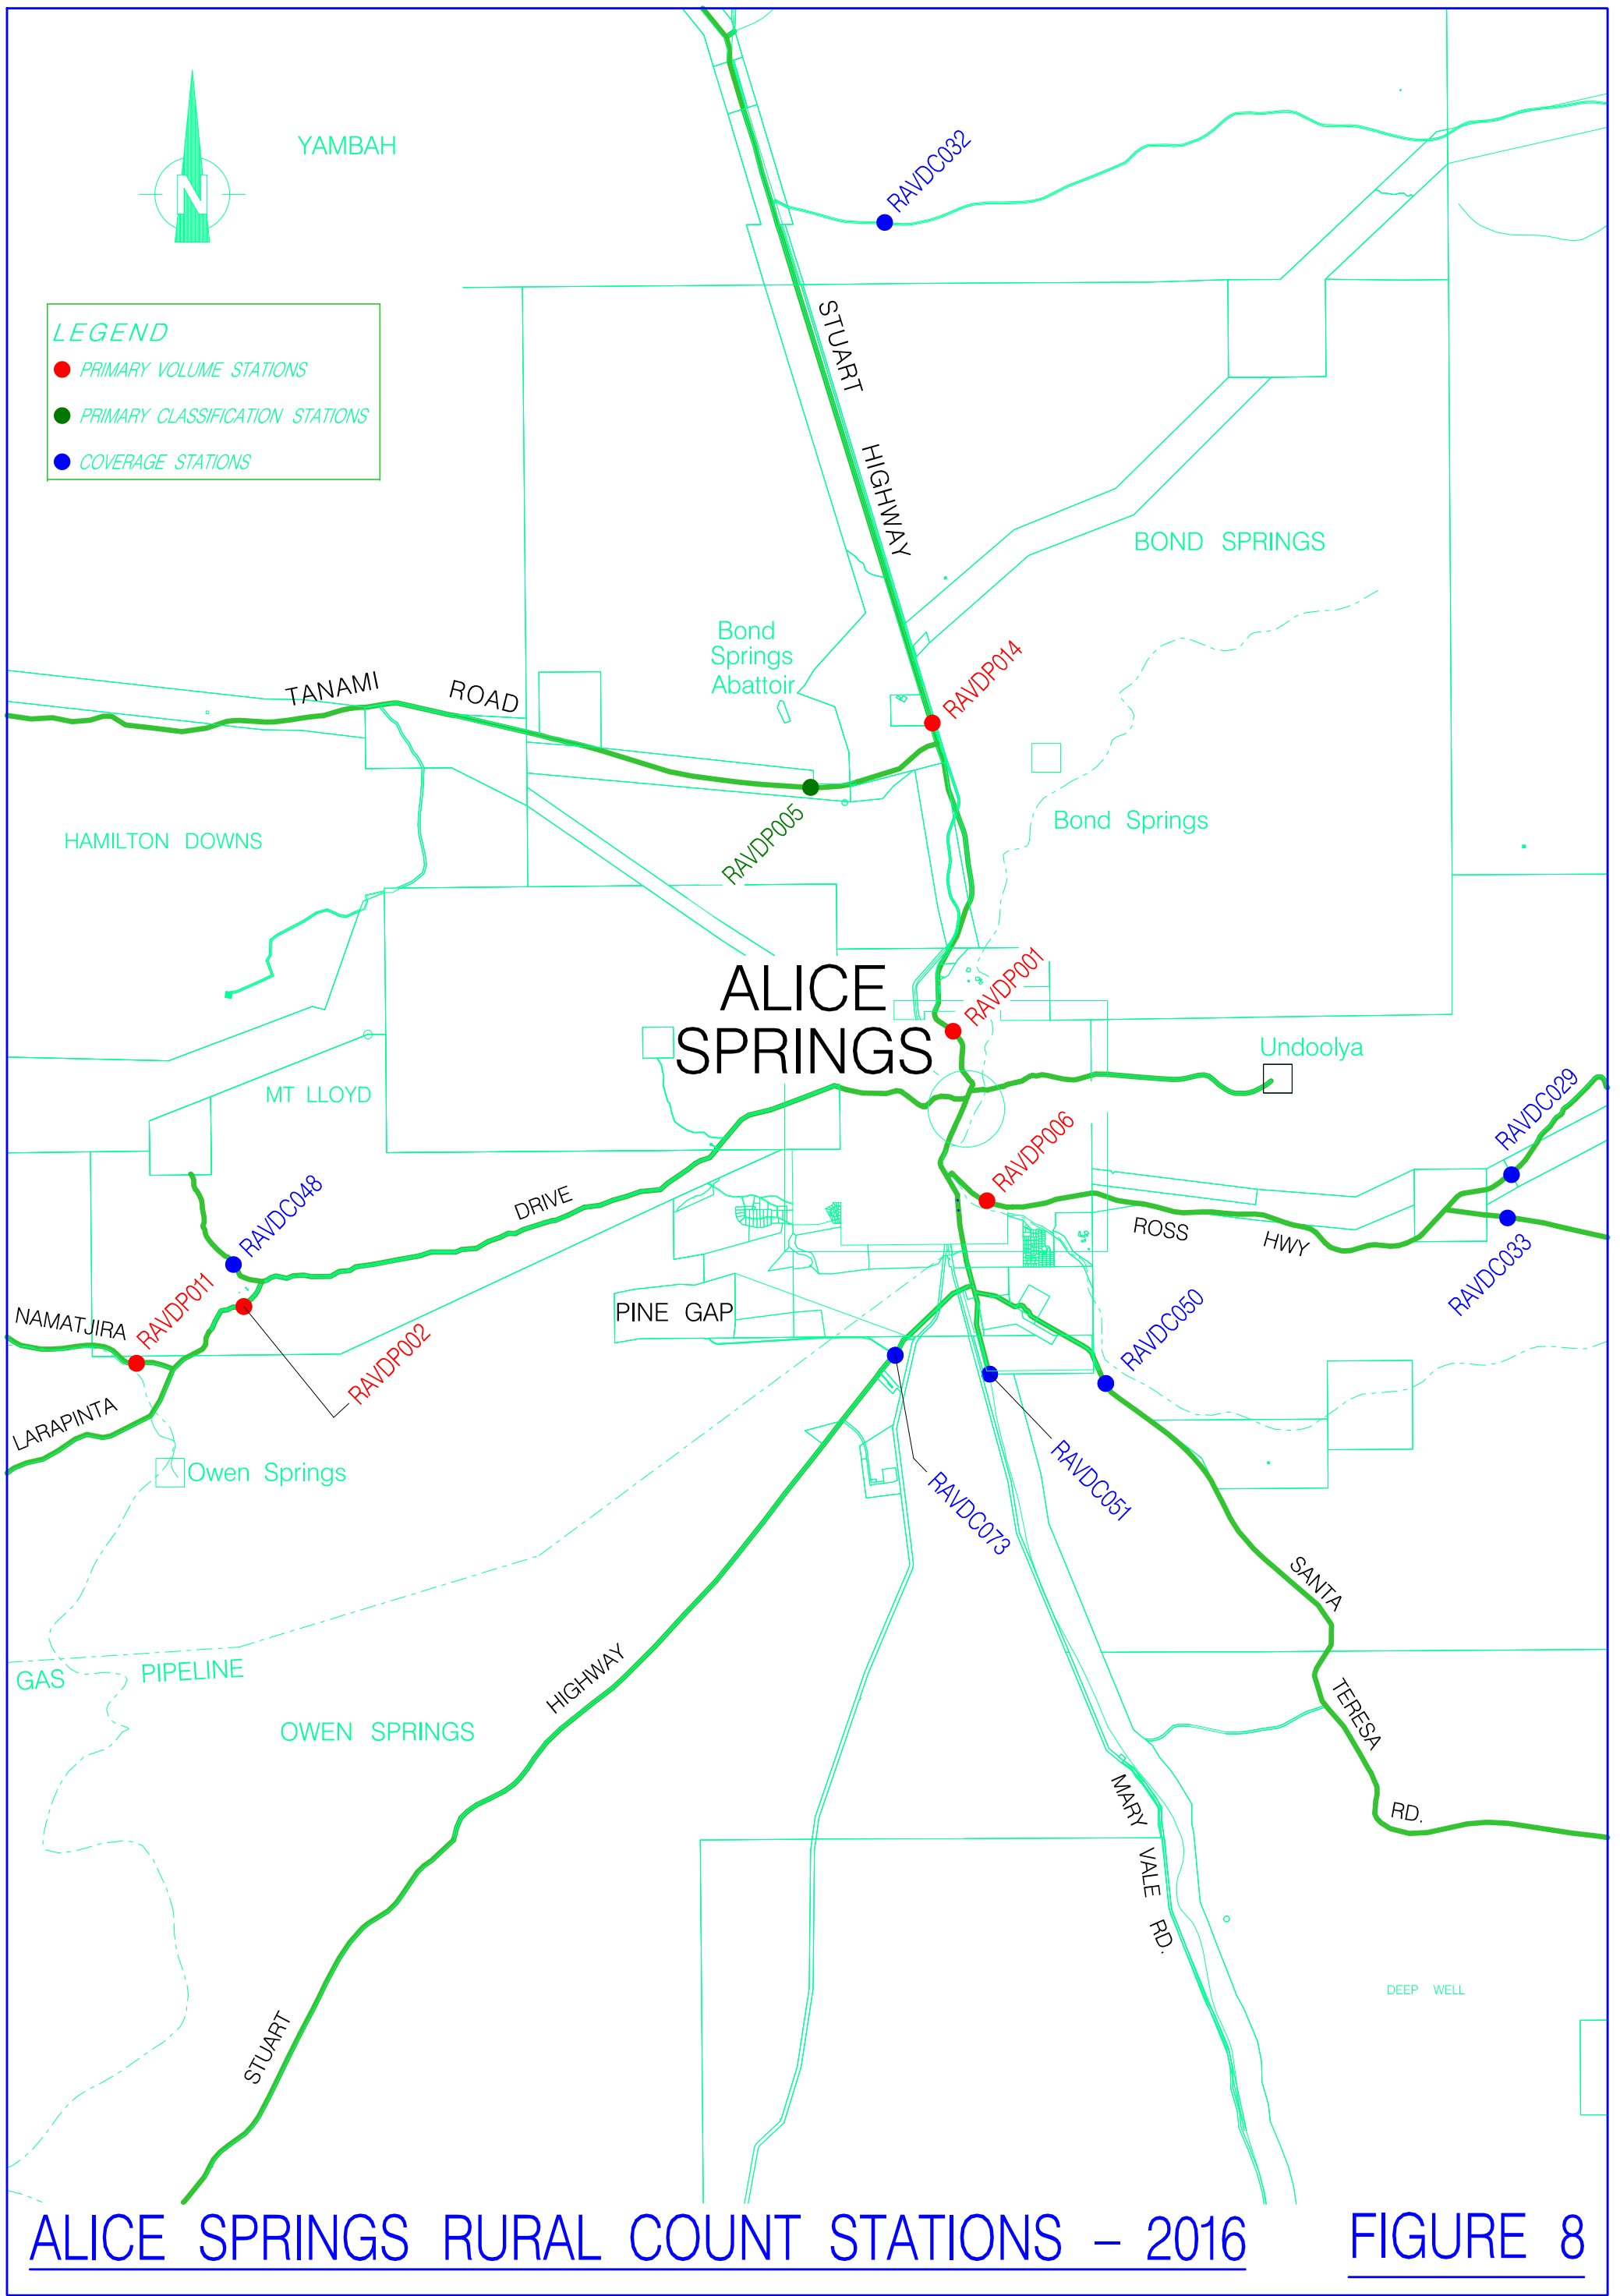 YAMBAH
N
RAVDC032
LEGEND
PRIMARY VOLUME STATIONS
PRIMARY CLASSIFICATION STATIONS
COVERAGE STATIONS
STUART
HIGHWAY
BOND SPRINGS
Bond
Springs
Abattoir
RAVDP014
TANAMI
ROAD
RAVDP005
Bond Springs
HAMILTON DOWNS
ALICE
SPRINGS
RAVDP001
Undoolya
MT LLOYD
RAVDC029
RAVDP006
RAVDC048
DRIVE
ROSS
HWY
RAVDC033
RAVDP011
NAMATJIRA
PINE GAP
RAVDC050
RAVDP002
LARAPINTA
Owen Springs
RAVDC051
RAVDC073
SANTA
GAS
PIPELINE
HIGHWAY
TERESA
OWEN SPRINGS
MARY
RD.
VALE
RD.
DEEP WELL
STUART
ALICE SPRINGS RURAL COUNT STATIONS – 2016
FIGURE 8